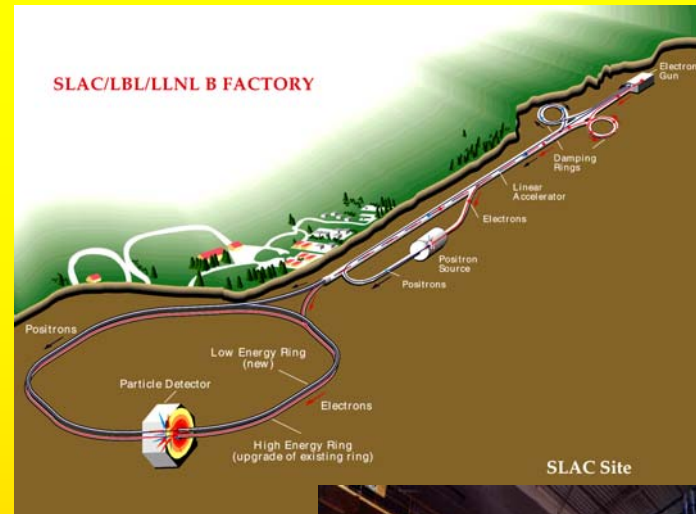 SLAC/LBL/LLNL B FACTORY
Electron
Gun
Damping
Rings
Linear
Accelerator
Electrons
Positron
Source
Positrons
Positrons
Low Energy Ring
(new)
Particle Detector
Electrons
High Energy Ring
(upgrade of existing ring)
SLAC Site